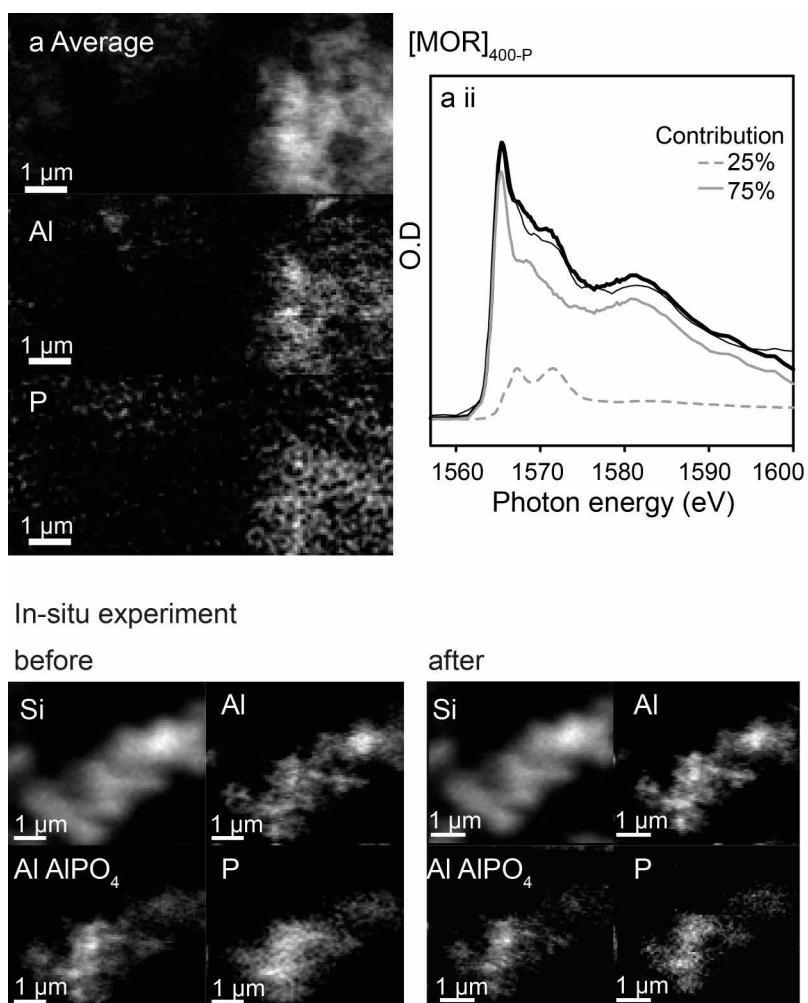 a Average
1 µm
Al
1 µm
P
1 µm
[MOR]400-P
a ii
Contribution
25%
75%
O.D
1560 1570 1580 1590 1600
Photon energy (eV)
In-situ experiment
before
Si
1 µm
Al
1 µm
Al AlPO4
1 µm
P
1 µm
after
Si
1 µm
Al
1 µm
Al AlPO4
1 µm
P
1 µm